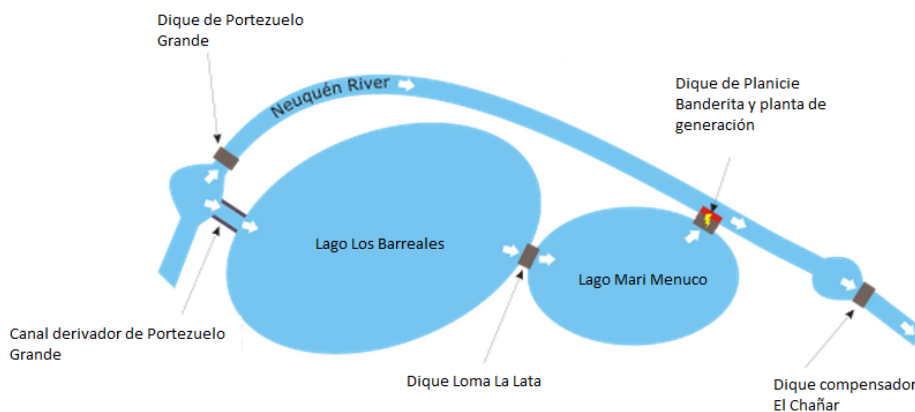 Dique de Portezuelo
Grande
Neuquén River
Dique de Planicie
Banderita y planta de
generación
Lago Los Barreales
Lago Mari Menuco
Canal derivador de Portezuelo
Grande
Dique Loma La Lata
Dique compensador
El Chañar